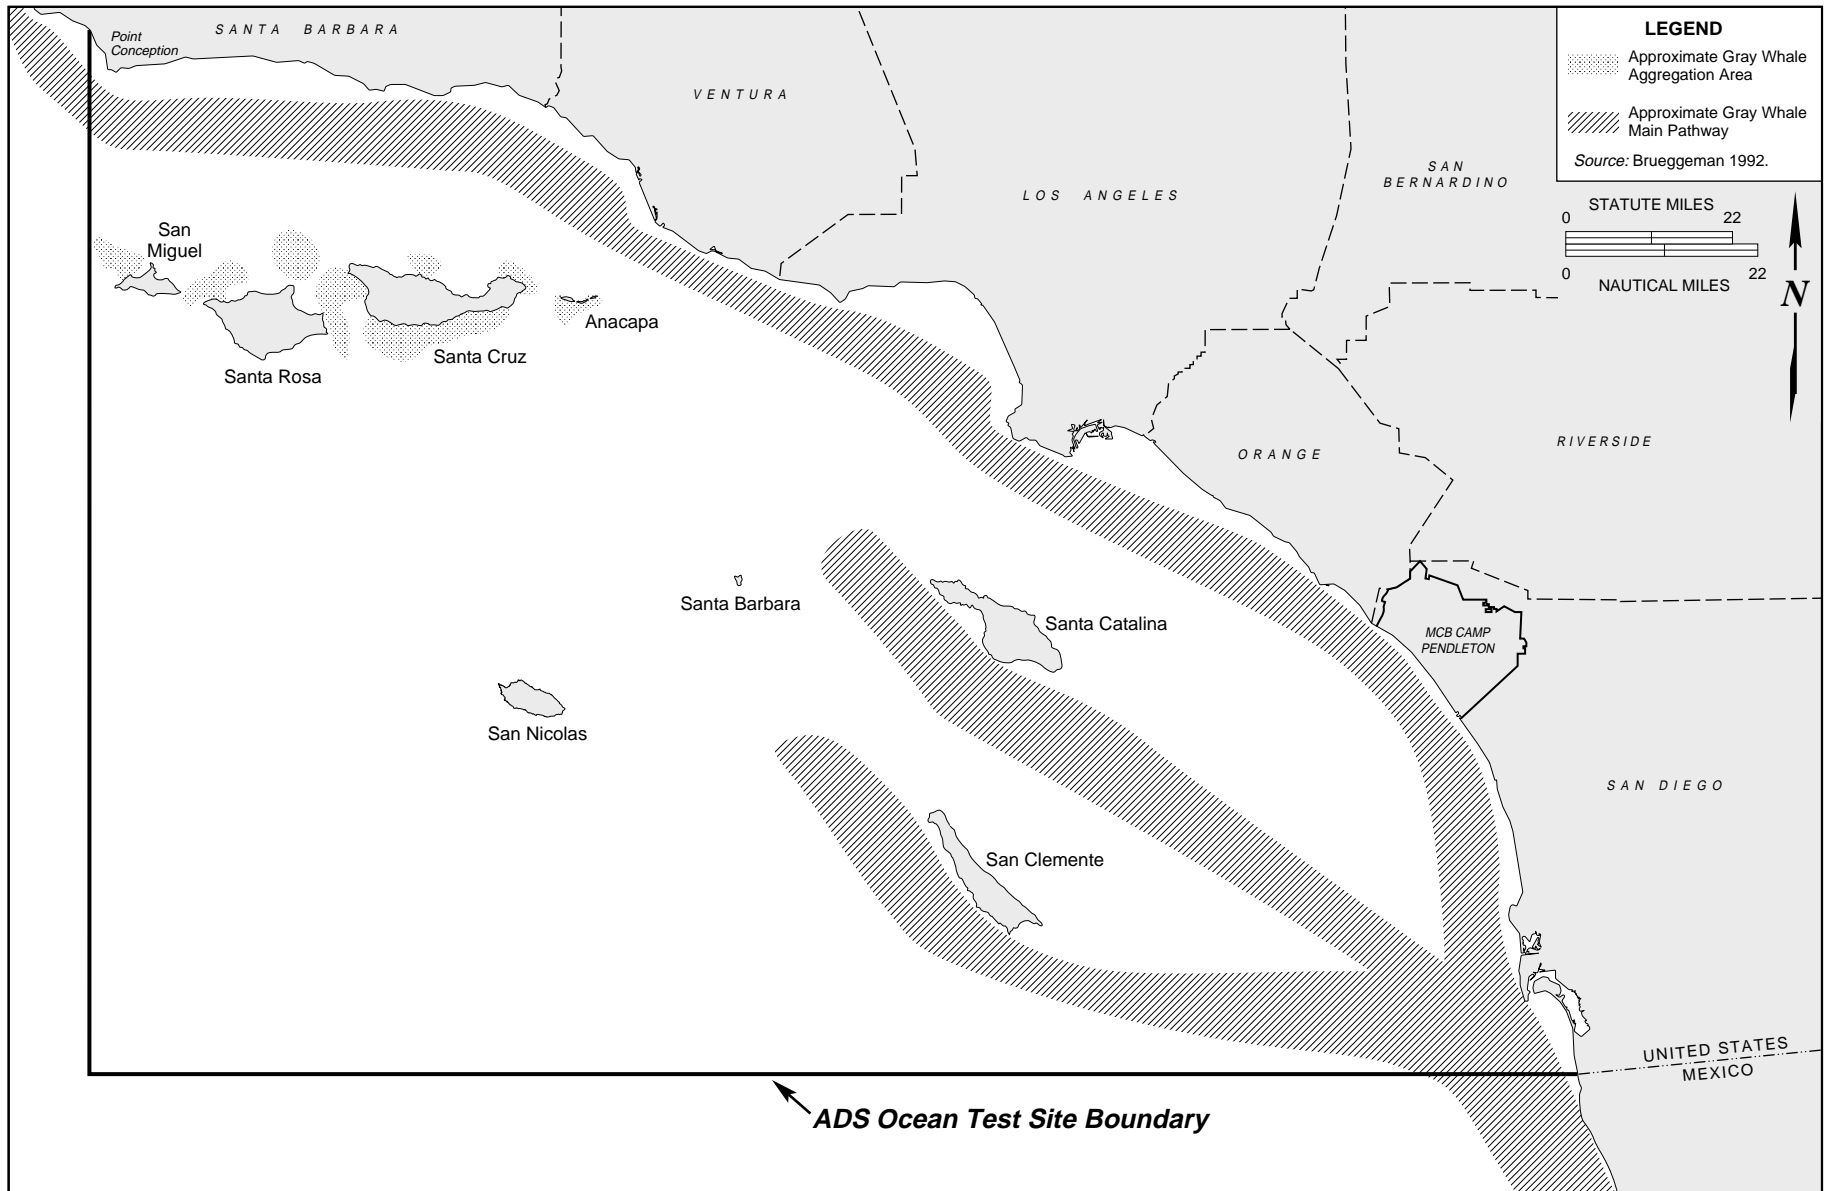 Point
Conception
SANTA BARBARA
VENTURA
LOS ANGELES
SAN
BERNARDINO
LEGEND
Approximate Gray Whale
Aggregation Area
Approximate Gray Whale
Main Pathway
Source: Brueggeman 1992.
STATUTE MILES
0 22
0 22
NAUTICAL MILES
N
San
Miguel
Anacapa
Santa Cruz
Santa Rosa
ORANGE
RIVERSIDE
Santa Barbara
Santa Catalina
MCB CAMP
PENDLETON
San Nicolas
SAN DIEGO
San Clemente
UNITED STATES
MEXICO
ADS Ocean Test Site Boundary